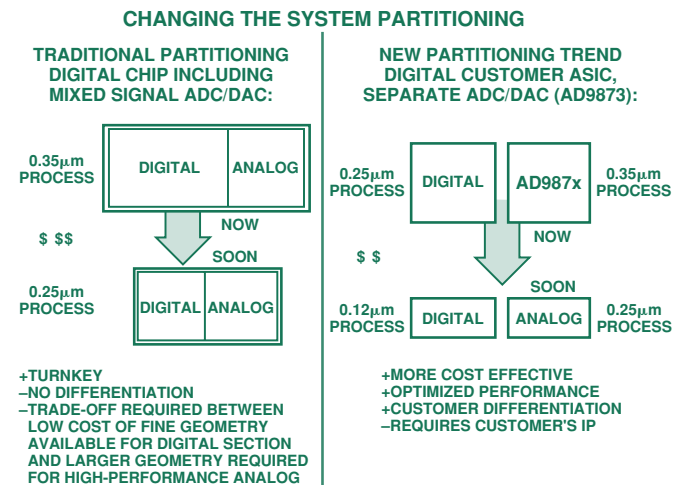 CHANGING THE SYSTEM PARTITIONING
TRADITIONAL PARTITIONING
DIGITAL CHIP INCLUDING
MIXED SIGNAL ADC/DAC:
0.35μm
PROCESS
DIGITAL
ANALOG
NOW
$ $$
SOON
0.25μm
PROCESS
DIGITAL
ANALOG
+TURNKEY
–NO DIFFERENTIATION
–TRADE-OFF REQUIRED BETWEEN
LOW COST OF FINE GEOMETRY
AVAILABLE FOR DIGITAL SECTION
AND LARGER GEOMETRY REQUIRED
FOR HIGH-PERFORMANCE ANALOG
NEW PARTITIONING TREND
DIGITAL CUSTOMER ASIC,
SEPARATE ADC/DAC (AD9873):
0.25μm
PROCESS
DIGITAL
AD987x
0.35μm
PROCESS
NOW
$ $
SOON
0.12μm
PROCESS
DIGITAL
ANALOG
0.25μm
PROCESS
+MORE COST EFFECTIVE
+OPTIMIZED PERFORMANCE
+CUSTOMER DIFFERENTIATION
–REQUIRES CUSTOMER'S IP